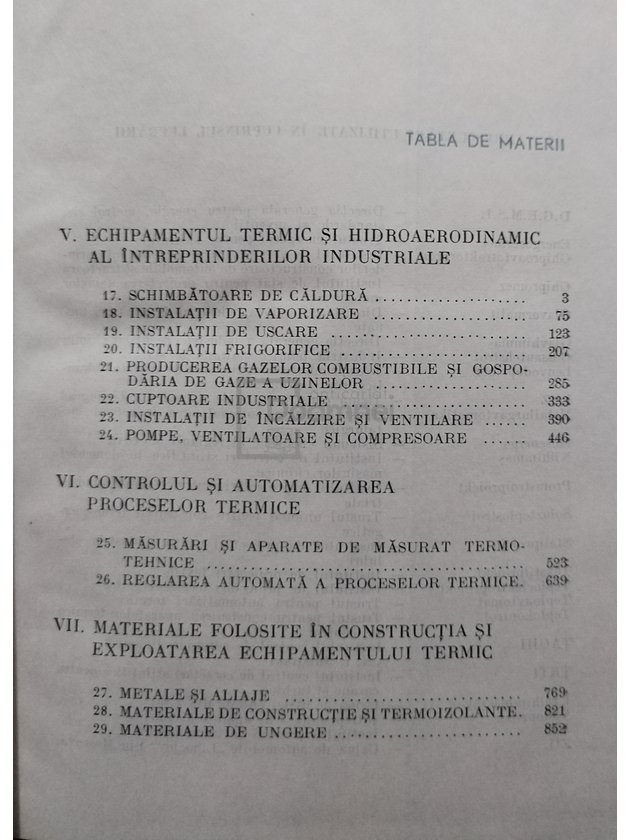 TABLA DE MATERII
V. ECHIPAMENTUL TERMIC ȘI HIDROAERODINAMIC
AL ÎNTREPRINDERILOR INDUSTRIALE
17. SCHIMBĂTOARE DE CĂLDURĂ .................... 3
18. INSTALAȚII DE VAPORIZARE .................... 75
19. INSTALAȚII DE USCARE .................... 123
20. INSTALAȚII FRIGORIFICE .................... 207
21. PRODUCEREA GAZELOR COMBUSTIBILE ȘI GOSPO-
DĂRIA DE GAZE A UZINELOR .................... 285
22. CUPTOARE INDUSTRIALE .................... 333
23. INSTALAȚII DE ÎNCĂLZIRE ȘI VENTILARE ...... 390
24. POMPE, VENTILATOARE ȘI COMPRESOARE ...... 446
VI. CONTROLUL ȘI AUTOMATIZAREA
PROCESELOR TERMICE
25. MĂSURĂRI ȘI APARATE DE MĂSURAT TERMO-
TEHNICE .................... 523
26. REGLAREA AUTOMATĂ A PROCESELOR TERMICE. 639
VII. MATERIALE FOLOSITE ÎN CONSTRUCȚIA ȘI
EXPLOATAREA ECHIPAMENTULUI TERMIC
27. METALE ȘI ALIAJE .................... 769
28. MATERIALE DE CONSTRUCȚIE ȘI TERMOIZOLANTE. 821
29. MATERIALE DE UNGERE .................... 852